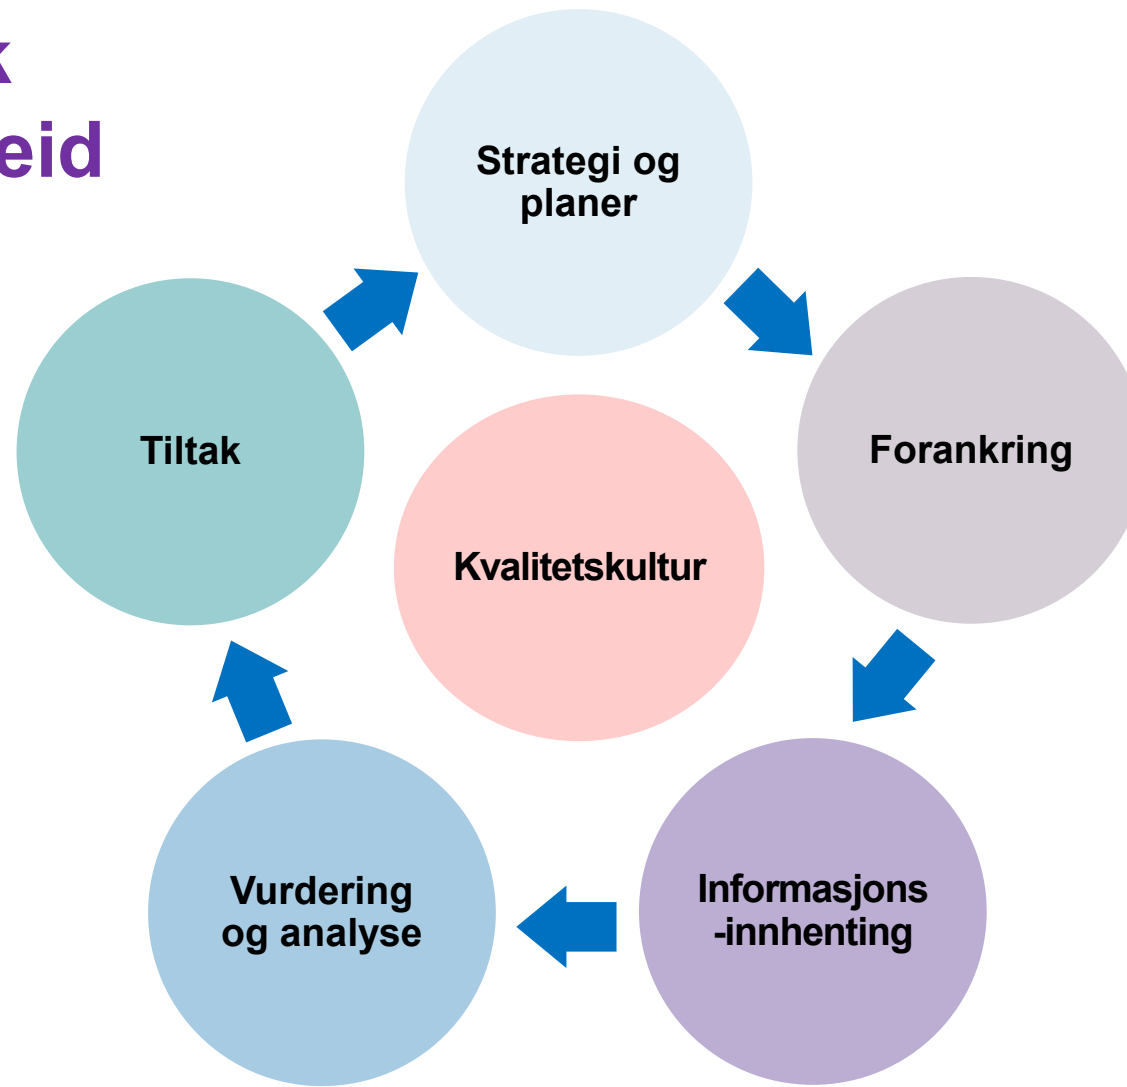 k
eid
Strategi og
planer
Forankring
Informasjons
-innhenting
Vurdering
og analyse
Tiltak
Kvalitetskultur